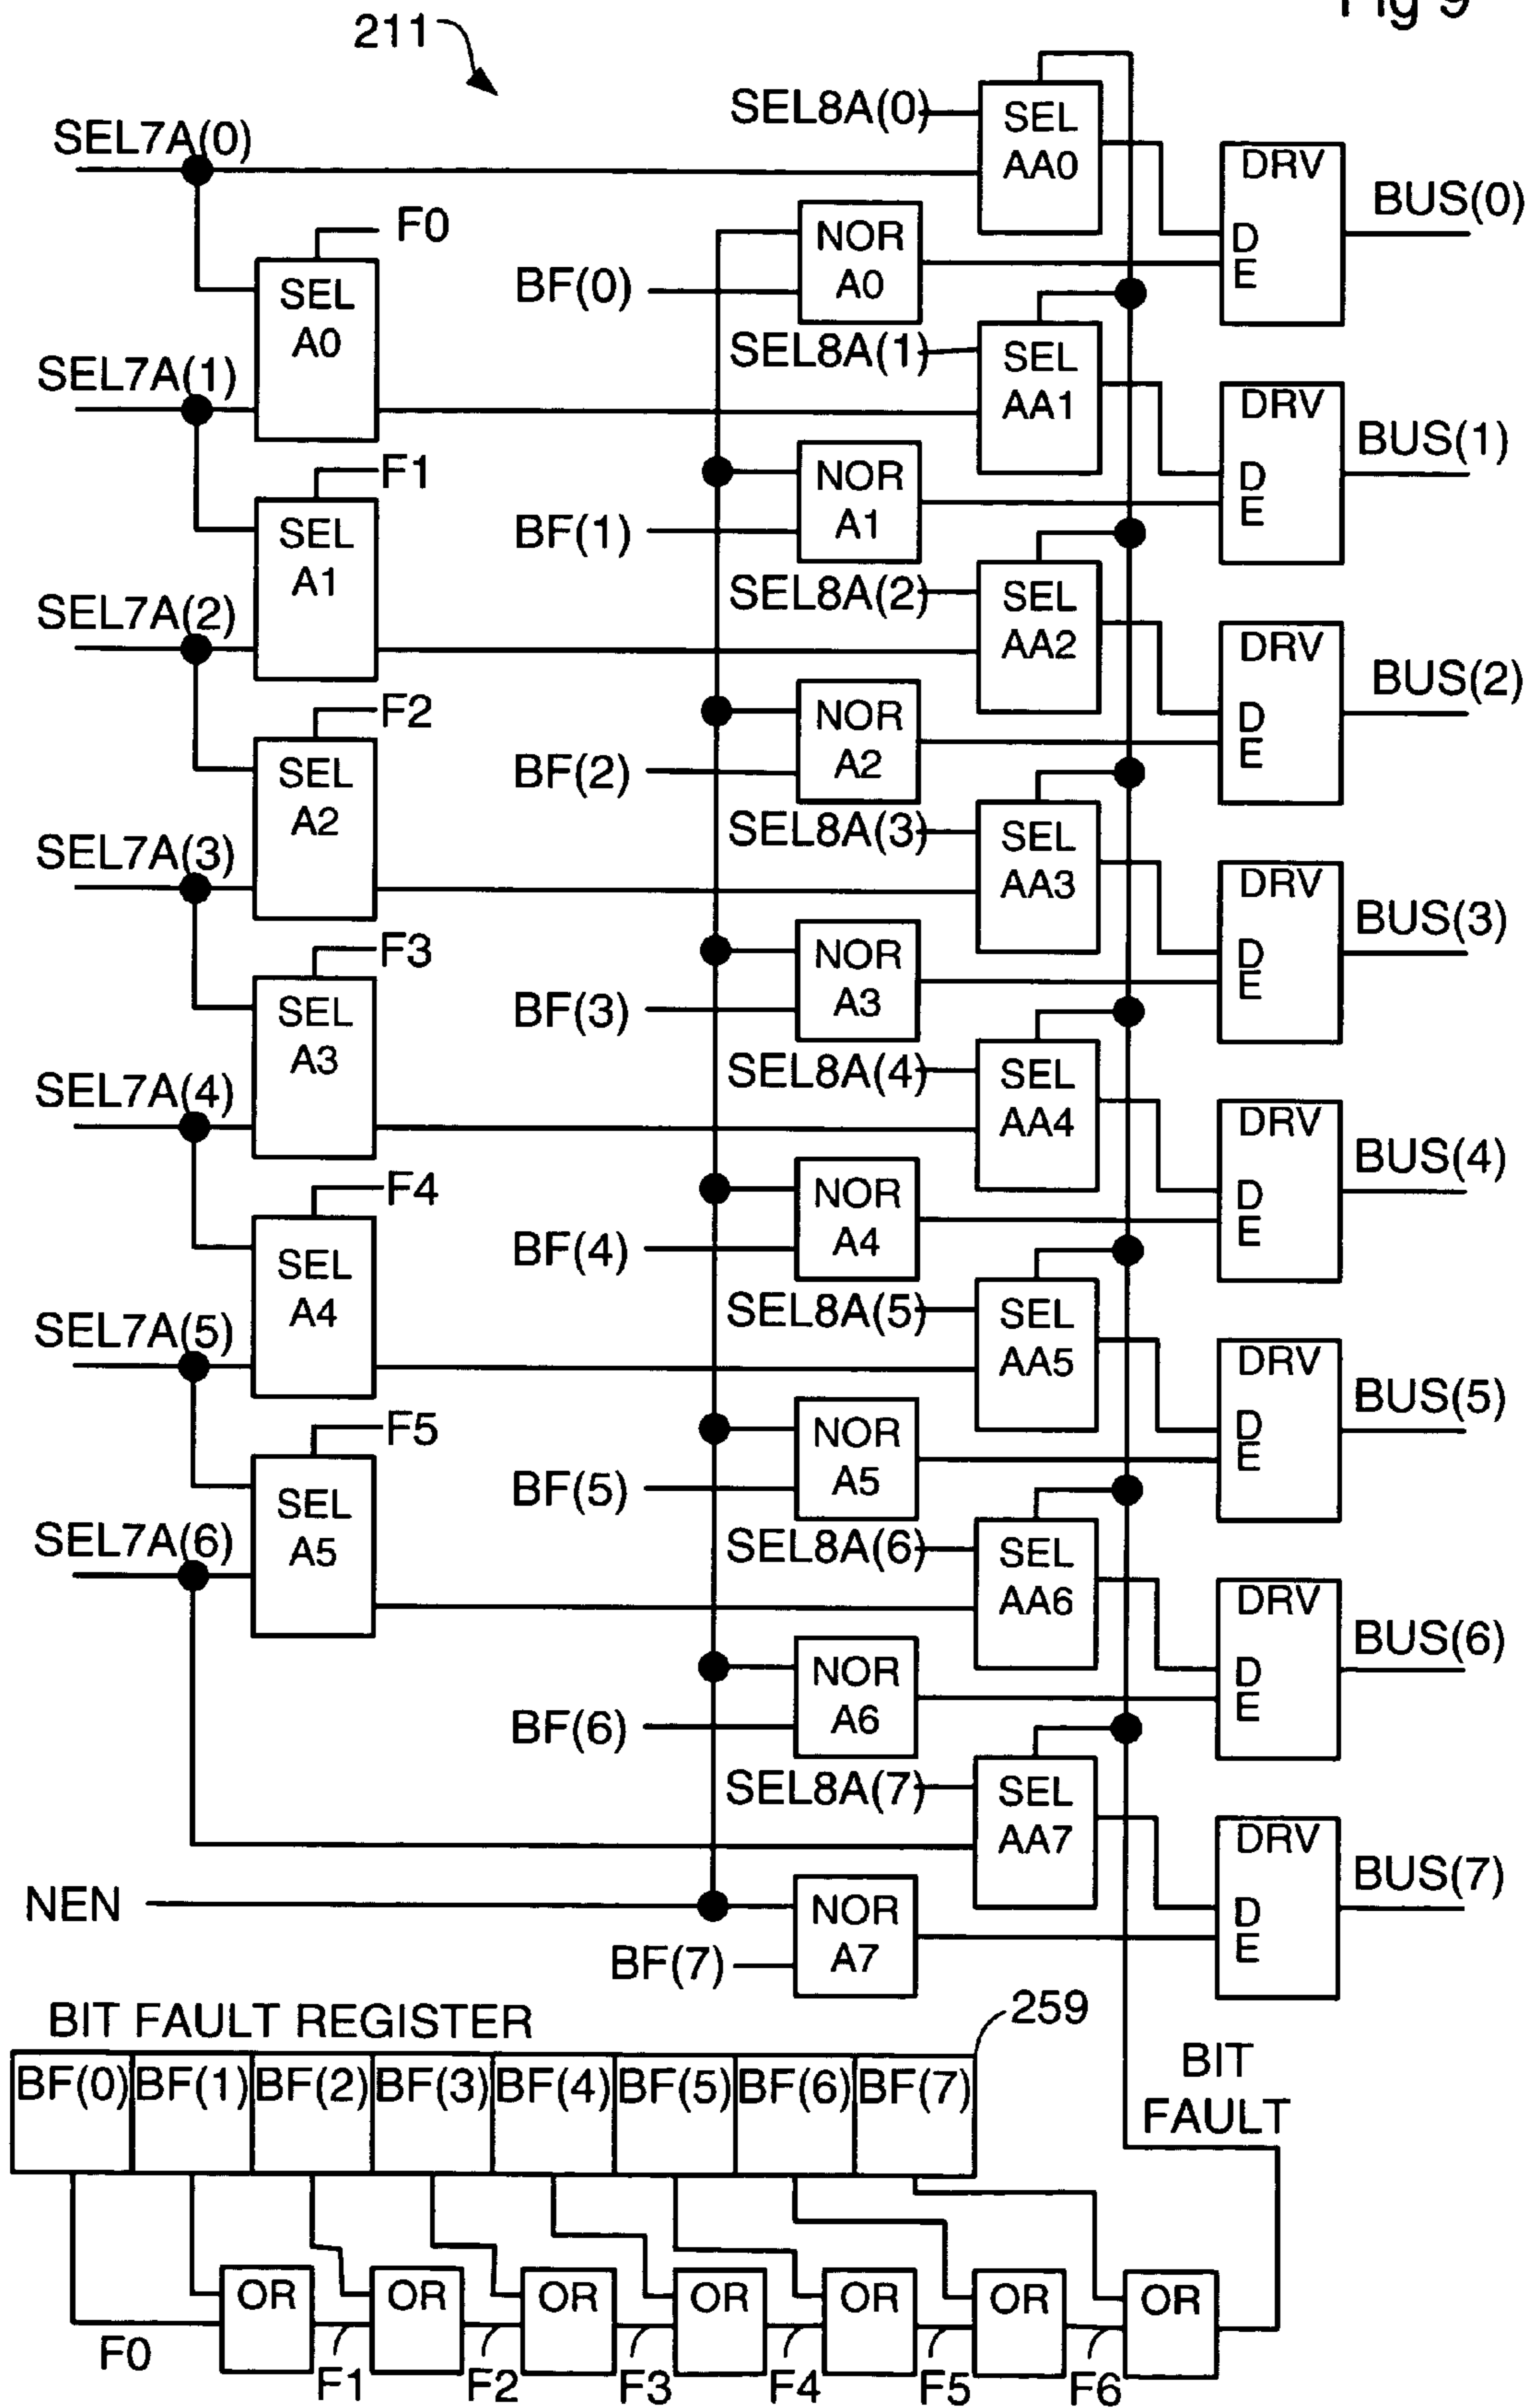 Fig 9
211
SEL7A(0)
SEL8A(0)
SEL
AA0
DRV
D
E
BUS(0)
F0
SEL
A0
BF(0)
NOR
A0
SEL7A(1)
SEL8A(1)
SEL
AA1
DRV
D
E
BUS(1)
F1
SEL
A1
BF(1)
NOR
A1
SEL7A(2)
SEL8A(2)
SEL
AA2
DRV
D
E
BUS(2)
F2
SEL
A2
BF(2)
NOR
A2
SEL7A(3)
SEL8A(3)
SEL
AA3
DRV
D
E
BUS(3)
F3
SEL
A3
BF(3)
NOR
A3
SEL7A(4)
SEL8A(4)
SEL
AA4
DRV
D
E
BUS(4)
F4
SEL
A4
BF(4)
NOR
A4
SEL7A(5)
SEL8A(5)
SEL
AA5
DRV
D
E
BUS(5)
F5
SEL
A5
BF(5)
NOR
A5
SEL7A(6)
SEL8A(6)
SEL
AA6
DRV
D
E
BUS(6)
BF(6)
NOR
A6
SEL8A(7)
SEL
AA7
DRV
D
E
BUS(7)
NEN
BF(7)
NOR
A7
BIT FAULT REGISTER
259
BF(0) BF(1) BF(2) BF(3) BF(4) BF(5) BF(6) BF(7)
BIT
FAULT
OR OR OR OR OR OR OR
F0 F1 F2 F3 F4 F5 F6